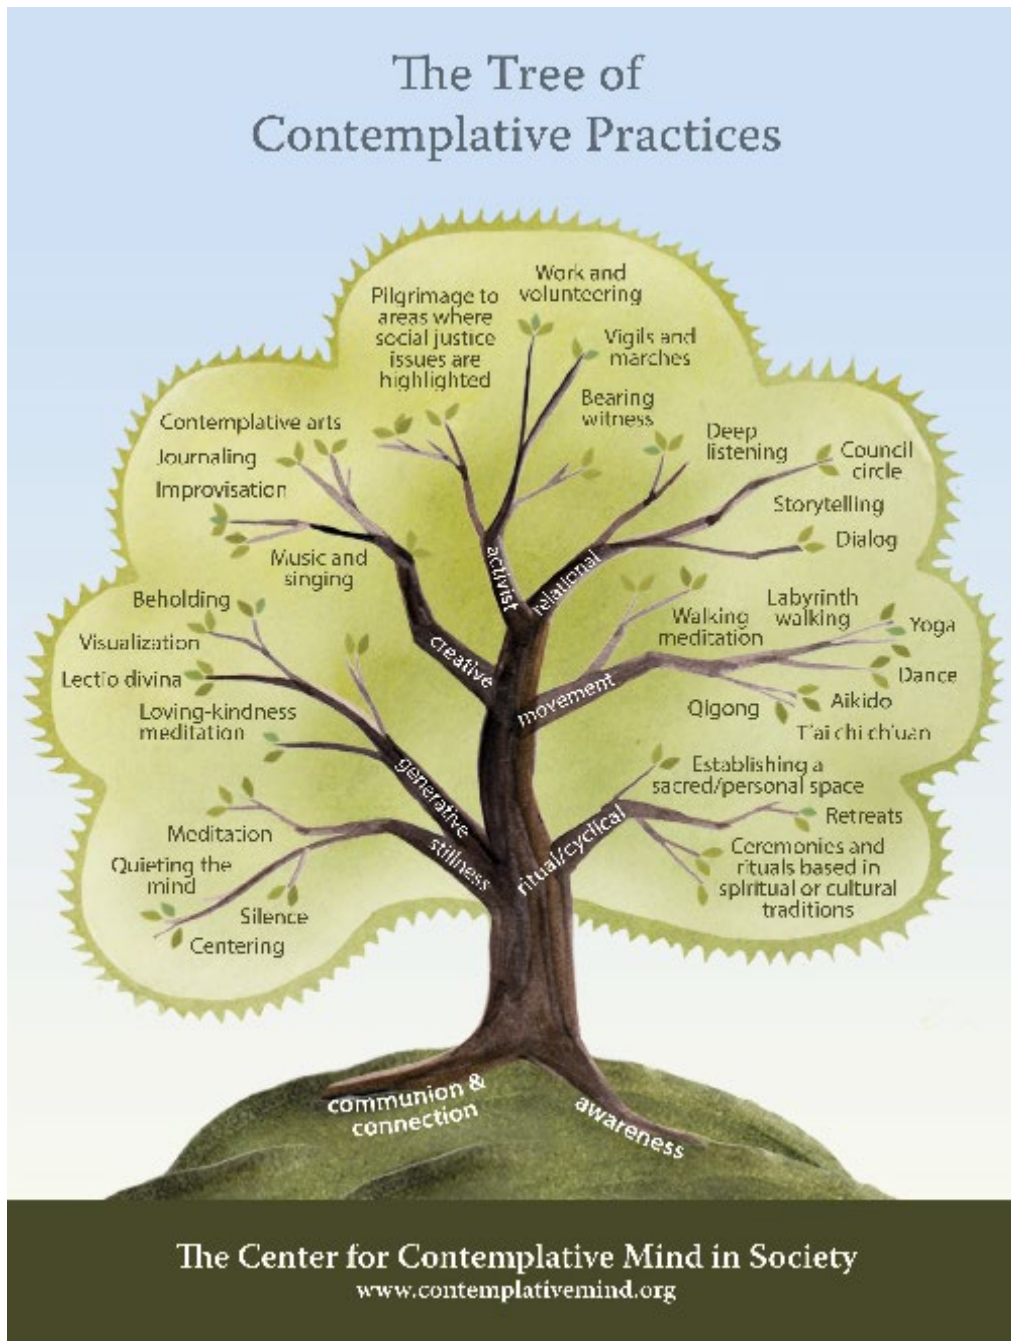 The Tree of
Contemplative Practices
Work and
volunteering
Pilgrimage to
areas where
social justice
issues are
highlighted
Vigils and
marches
Bearing
witness
Deep
listening
Council
circle
Storytelling
Dialog
Contemplative arts
Journaling
Improvisation
Music and
singing
activist
relational
creative
Beholding
Visualization
Lectio divina
Loving-kindness
meditation
generative
Walking
meditation
Labyrinth
walking
Yoga
Dance
Aikido
Qigong
T'ai chi ch'uan
movement
Meditation
Quieting the
mind
Silence
Centering
stillness
Establishing a
sacred/personal space
Retreats
Ceremonies and
rituals based in
spiritual or cultural
traditions
ritual/cyclical
communion &
connection
awareness
The Center for Contemplative Mind in Society
www.contemplativemind.org